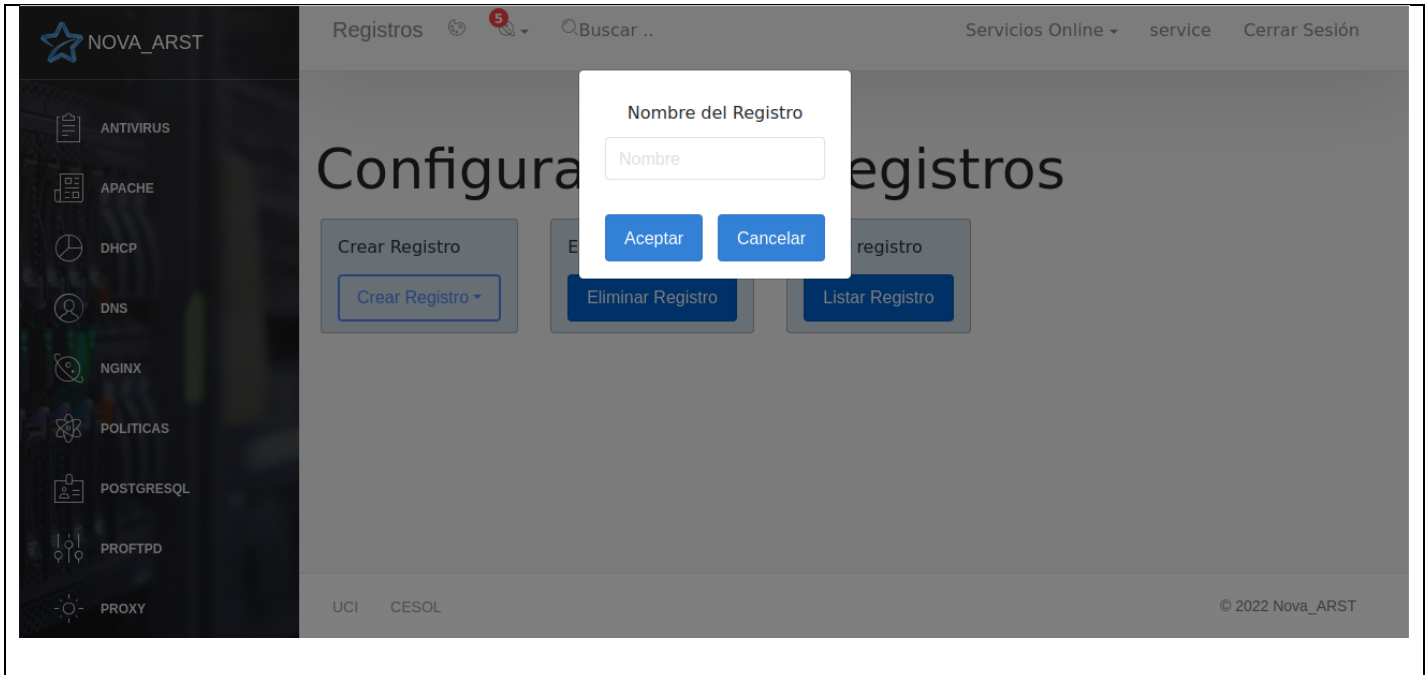 NOVA_ARST
Registros 5 Buscar .. Servicios Online service Cerrar Sesión
ANTIVIRUS
APACHE
DHCP
DNS
NGINX
POLITICAS
POSTGRESQL
PROFTPD
PROXY
Nombre del Registro
Nombre
Aceptar Cancelar
Configura egistros
Crear Registro E registro
Crear Registro Eliminar Registro Listar Registro
UCI CESOL © 2022 Nova_ARST